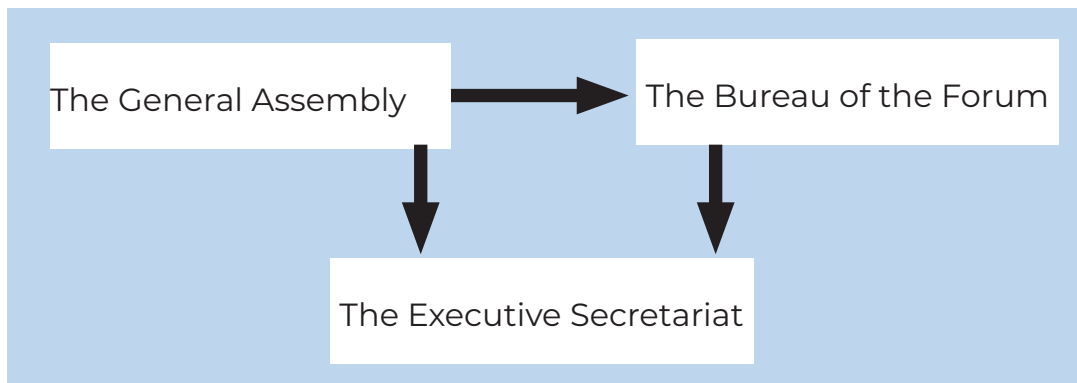 The General Assembly
The Bureau of the Forum
The Executive Secretariat